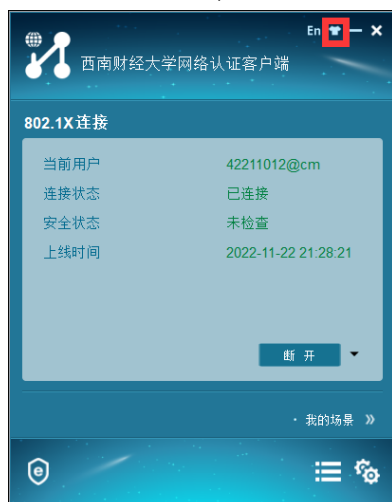 En
西南财经大学网络认证客户端
802.1X连接
当前用户 42211012@cm
连接状态 已连接
安全状态 未检查
上线时间 2022-11-22 21:28:21
断 开
· 我的场景 »